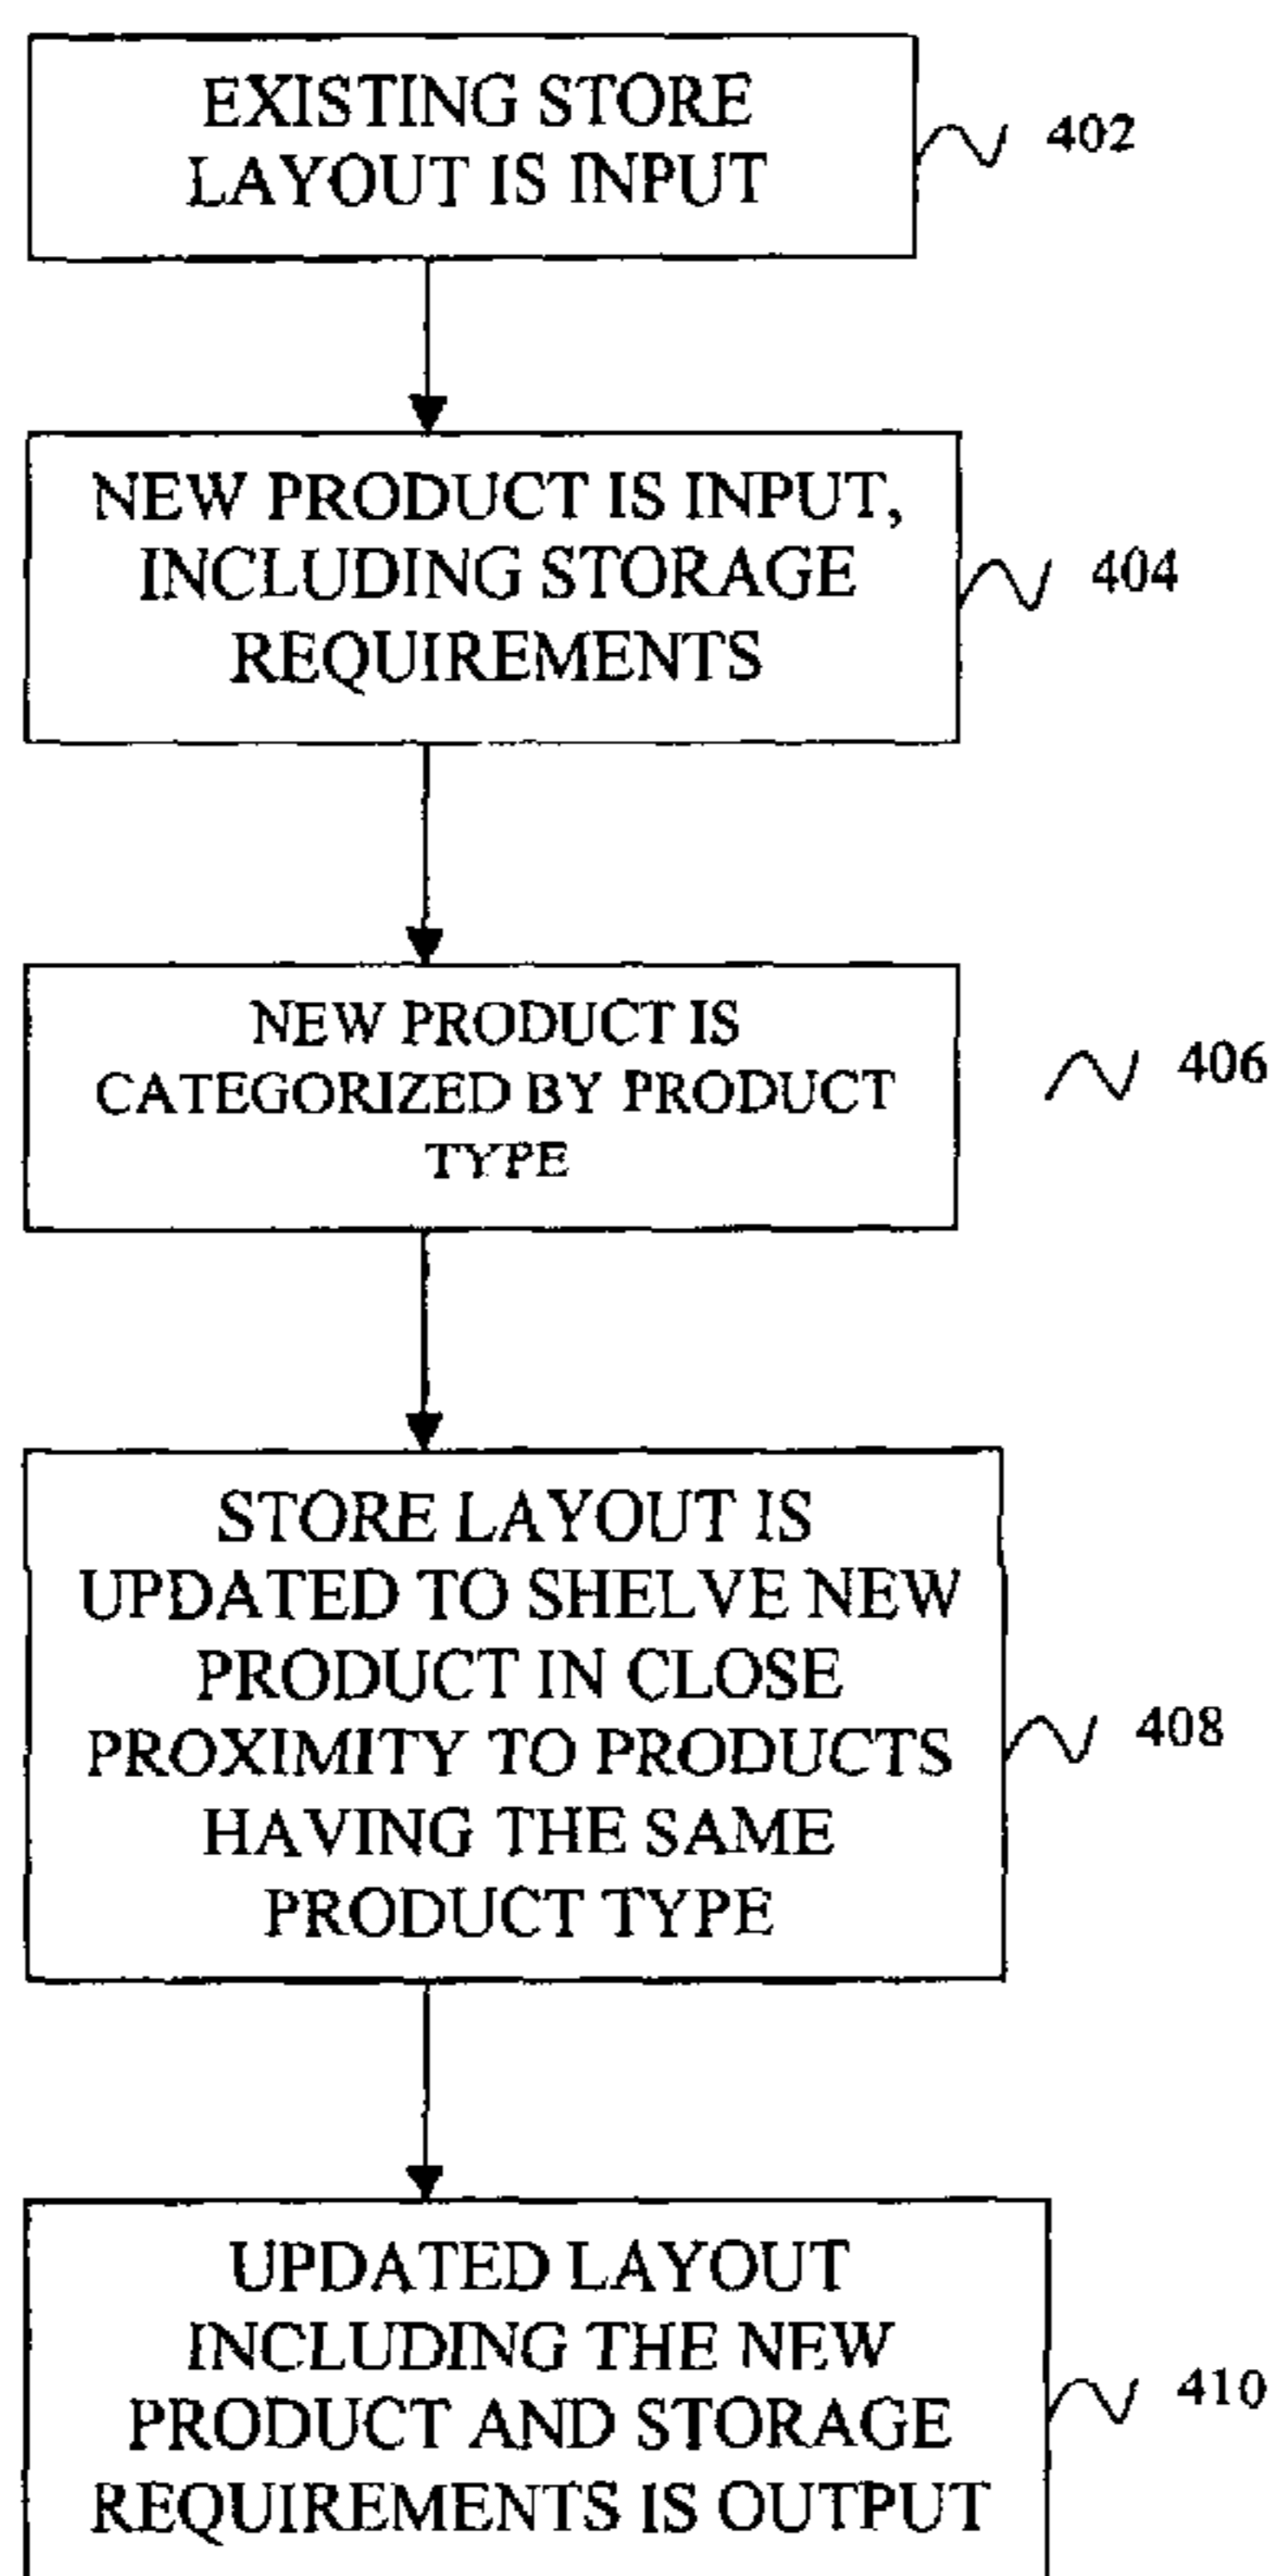 EXISTING STORE
LAYOUT IS INPUT
402
NEW PRODUCT IS INPUT,
INCLUDING STORAGE
REQUIREMENTS
404
NEW PRODUCT IS
CATEGORIZED BY PRODUCT
TYPE
406
STORE LAYOUT IS
UPDATED TO SHELVE NEW
PRODUCT IN CLOSE
PROXIMITY TO PRODUCTS
HAVING THE SAME
PRODUCT TYPE
408
UPDATED LAYOUT
INCLUDING THE NEW
PRODUCT AND STORAGE
REQUIREMENTS IS OUTPUT
410